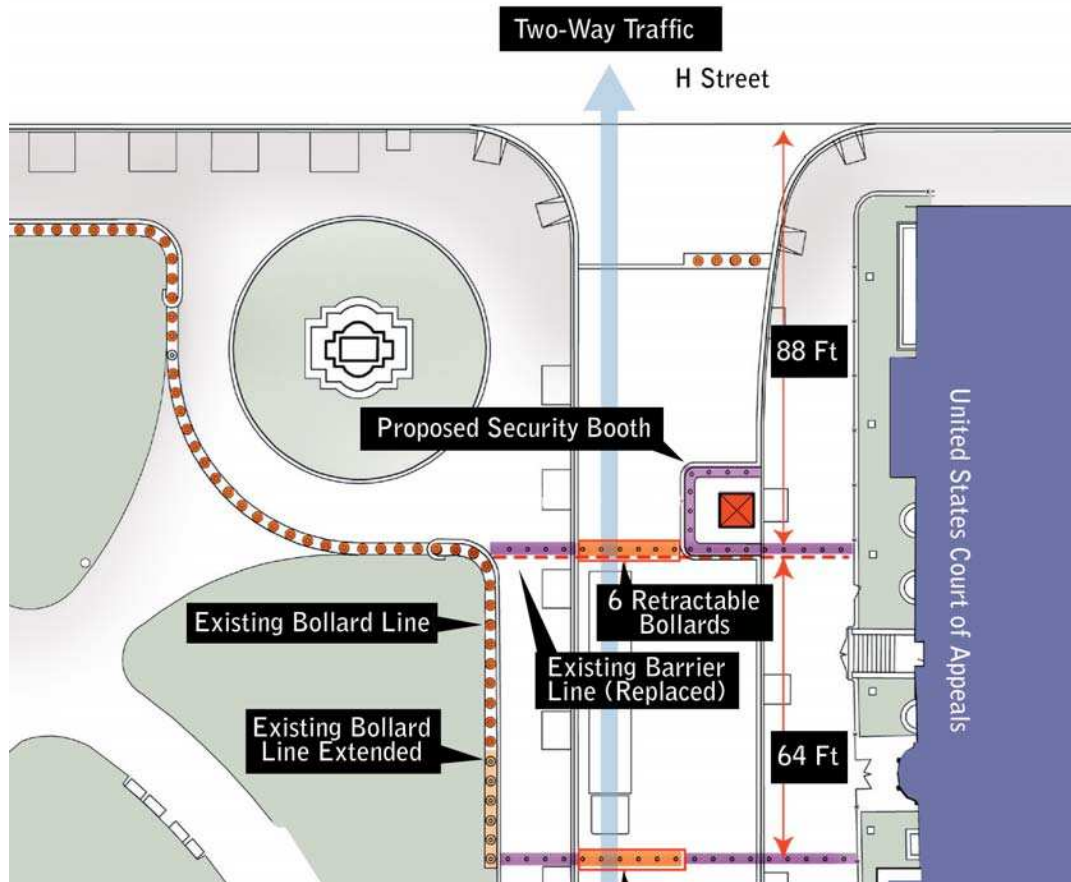 Two-Way Traffic
H Street
88 Ft
Proposed Security Booth
United States Court of Appeals
6 Retractable
Bollards
Existing Bollard Line
Existing Barrier
Line (Replaced)
Existing Bollard
Line Extended
64 Ft